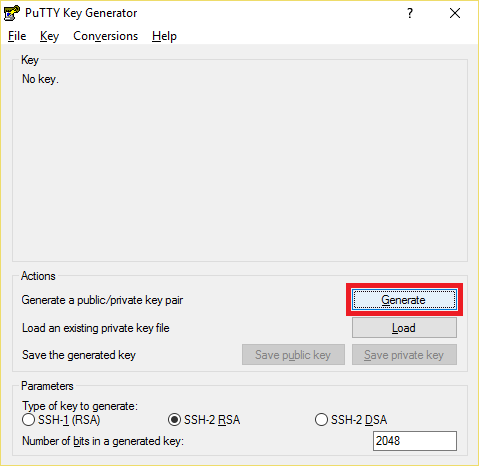 PuTTY Key Generator
File Key Conversions Help
Key
No key.
Actions
Generate a public/private key pair Generate
Load an existing private key file Load
Save the generated key Save public key Save private key
Parameters
Type of key to generate:
SSH-1 (RSA) SSH-2 RSA SSH-2 DSA
Number of bits in a generated key: 2048